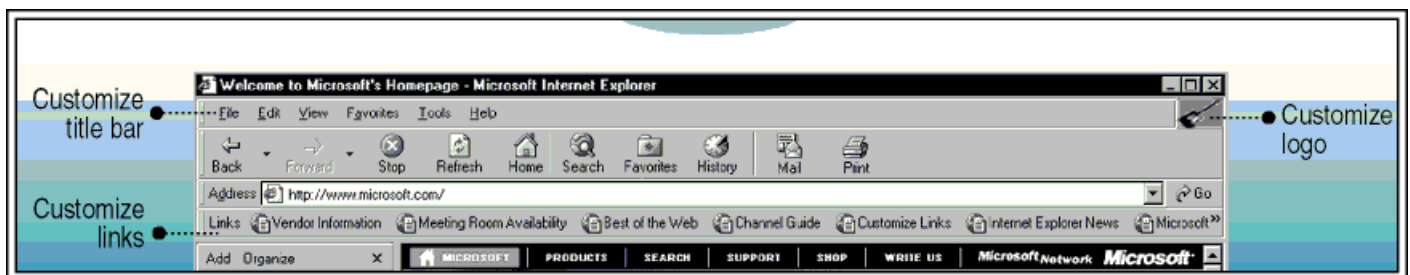 Welcome to Microsoft's Homepage - Microsoft Internet Explorer
Customize
title bar
File Edit View Favorites Tools Help
Customize
logo
Back Forward Stop Refresh Home Search Favorites History Mail Print
Address http://www.microsoft.com/ Go
Customize
links
Links Vendor Information Meeting Room Availability Best of the Web Channel Guide Customize Links Internet Explorer News Microsoft »
Add Organize x MICROSOFT PRODUCTS SEARCH SUPPORT SHOP WRITE US Microsoft Network Microsoft